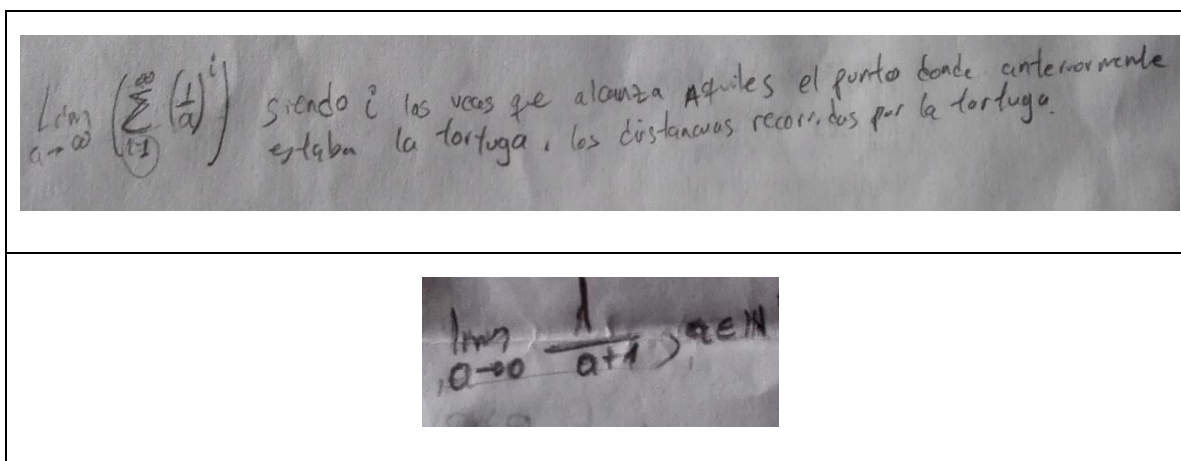 Lim a→∞ (∑ i=1 ∞ (1/a)^i) siendo i las veces qe alcanza Aquiles el punto donde anteriormente
estaba la tortuga, las distancias recorridas por la tortuga.
lim a→∞ 1/(a+1), a∈ℕ